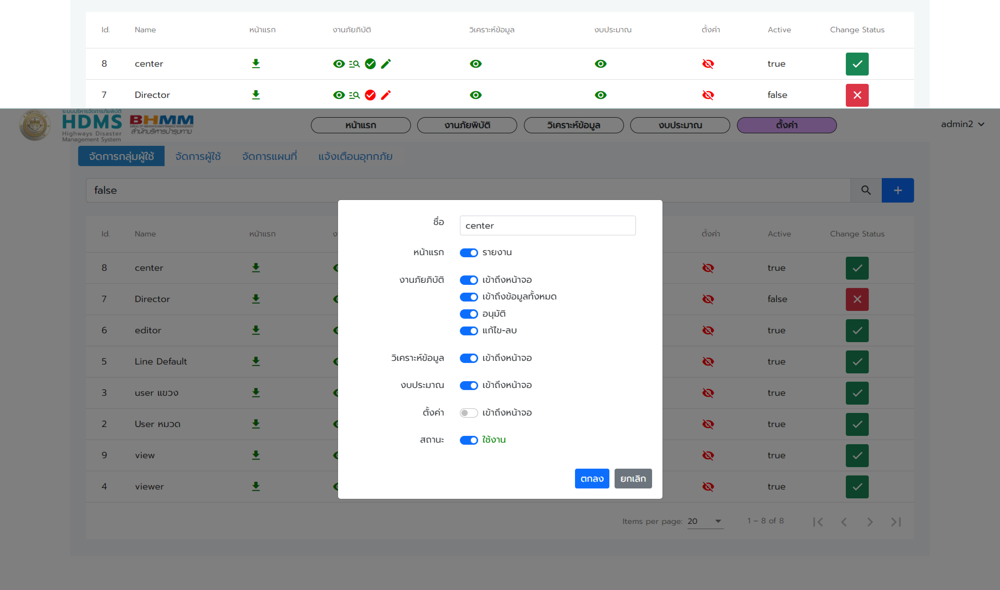 Id. Name หน้าแรก งานภัยภิบัติ วิเคราะห์ข้อมูล งบประมาณ ตั้งค่า Active Change Status
8 center true
7 Director false
ระบบบริหารจัดการภัยพิบัติ
HDMS
Highways Disaster
Management System
BHMM
BUREAU OF HIGHWAYS MAINTENANCE MANAGEMENT
สำนักบริหารบำรุงทาง
หน้าแรก งานภัยพิบัติ วิเคราะห์ข้อมูล งบประมาณ ตั้งค่า
admin2
จัดการกลุ่มผู้ใช้ จัดการผู้ใช้ จัดการแผนที่ แจ้งเตือนอุทกภัย
false
Id. Name หน้าแรก ตั้งค่า Active Change Status
8 center true
7 Director false
6 editor true
5 Line Default true
3 user แขวง true
2 User หมวด true
9 view true
4 viewer true
ชื่อ center
หน้าแรก รายงาน
งานภัยภิบัติ เข้าถึงหน้าจอ
เข้าถึงข้อมูลทั้งหมด
อนุมัติ
แก้ไข-ลบ
วิเคราะห์ข้อมูล เข้าถึงหน้าจอ
งบประมาณ เข้าถึงหน้าจอ
ตั้งค่า เข้าถึงหน้าจอ
สถานะ ใช้งาน
ตกลง ยกเลิก
Items per page: 20 1 – 8 of 8